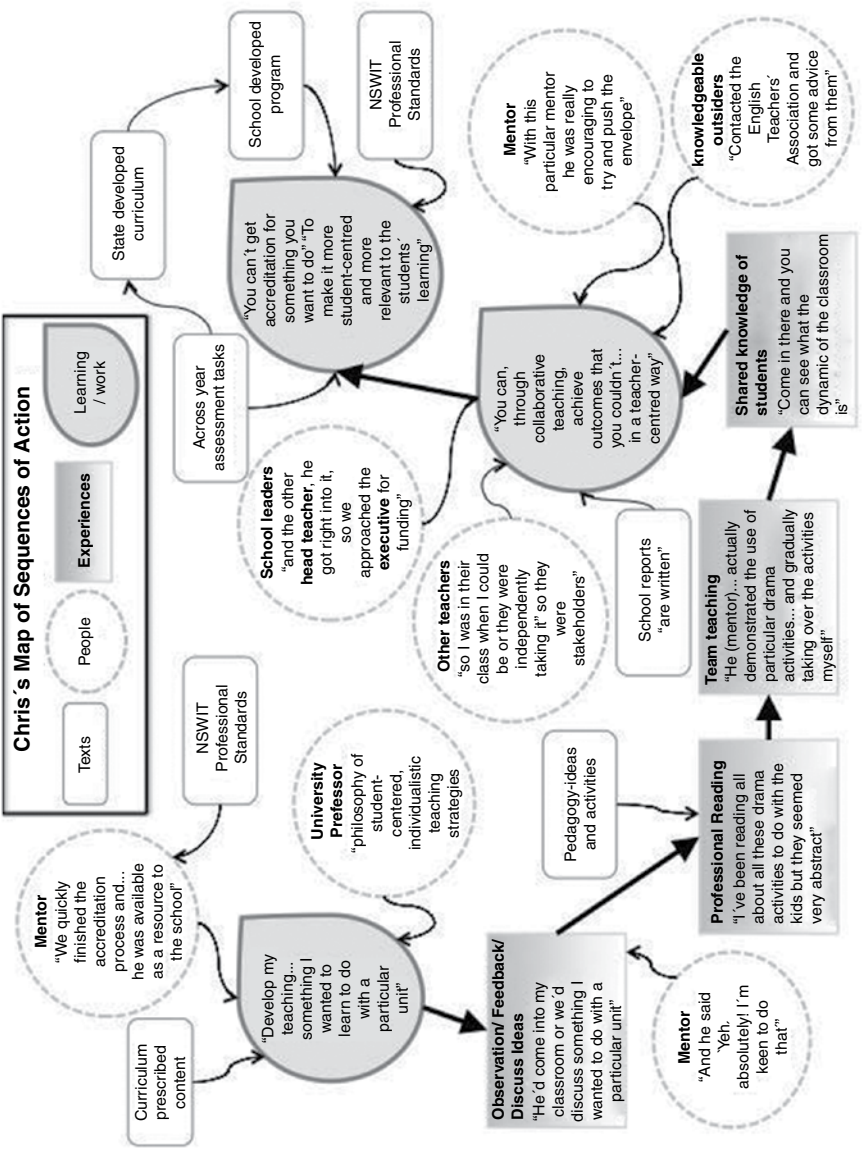 Chris´s Map of Sequences of Action
Texts
People
Experiences
Learning
/ work
Curriculum
prescribed
content
Mentor
“We quickly
finished the
accreditation
process and...
he was available
as a resource to
the school”
NSWIT
Professional
Standards
“Develop my
teaching...
something I
wanted to
learn to do
with a
particular
unit”
University
Prefessor
“philosophy of
student-
centered,
individualistic
teaching
strategies
Observation/ Feedback/
Discuss Ideas
“He´d come into my
classroom or we´d
discuss something I
wanted to do with a
particular unit”
Mentor
“And he said
‘Yeh,
absolutely! I´m
keen to do
that’”
Pedagogy-ideas
and activities
Professional Reading
“I´ve been reading all
about all these drama
activities to do with the
kids but they seemed
very abstract”
Team teaching
“He (mentor)... actually
demonstrated the use of
particular drama
activities... and gradually
taking over the activities
myself”
Shared knowledge of
students
“Come in there and you
can see what the
dynamic of the classroom
is”
School reports
“are written”
Other teachers
“so I was in their
class when I could
be or they were
independently
taking it” so they
were
stakeholders”
School leaders
“and the other
head teacher, he
got right into it,
so we
approached the
executive for
funding”
“You can,
through
collaborative
teaching,
achieve
outcomes that
you couldn’t...
in a teacher-
centred way”
Mentor
“With this
particular mentor
he was really
encouraging to
try and push the
envelope”
knowledgeable
outsiders
“Contacted the
English
Teachers´
Association and
got some advice
from them”
Across year
assessment tasks
State developed
curriculum
School developed
program
NSWIT
Professional
Standards
“You can´t get
accreditation for
something you
want to do” “To
make it more
student-centred
and more
relevant to the
students´
learning”